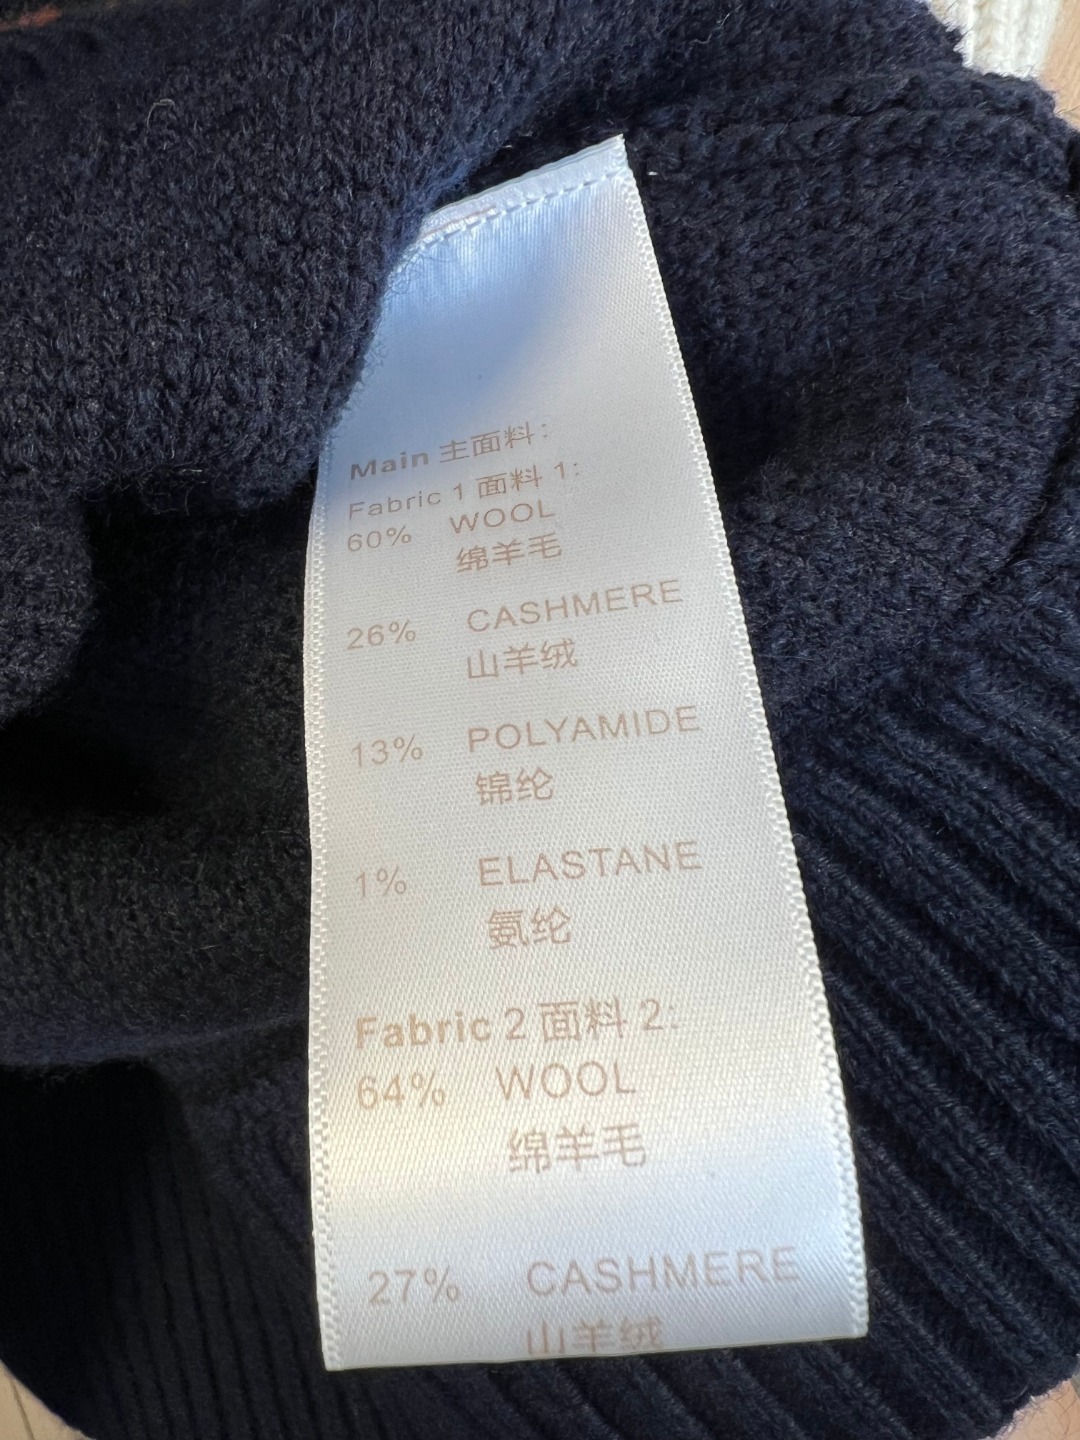 Main 主面料:
Fabric 1 面料 1:
60% WOOL
绵羊毛
26% CASHMERE
山羊绒
13% POLYAMIDE
锦纶
1% ELASTANE
氨纶
Fabric 2 面料 2:
64% WOOL
绵羊毛
27% CASHMERE
山羊绒